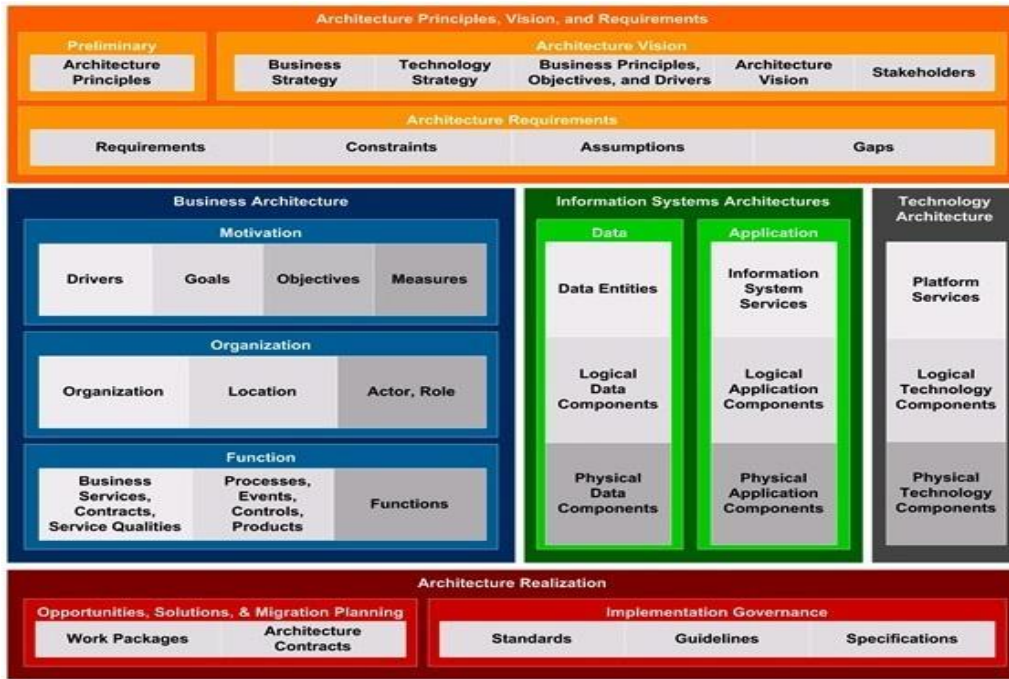 Architecture Principles, Vision, and Requirements
Preliminary
Architecture
Principles
Architecture Vision
Business
Strategy
Technology
Strategy
Business Principles,
Objectives, and Drivers
Architecture
Vision
Stakeholders
Architecture Requirements
Requirements
Constraints
Assumptions
Gaps
Business Architecture
Motivation
Drivers
Goals
Objectives
Measures
Organization
Organization
Location
Actor, Role
Function
Business
Services,
Contracts,
Service Qualities
Processes,
Events,
Controls,
Products
Functions
Information Systems Architectures
Data
Data Entities
Logical
Data
Components
Physical
Data
Components
Application
Information
System
Services
Logical
Application
Components
Physical
Application
Components
Technology
Architecture
Platform
Services
Logical
Technology
Components
Physical
Technology
Components
Architecture Realization
Opportunities, Solutions, & Migration Planning
Work Packages
Architecture
Contracts
Implementation Governance
Standards
Guidelines
Specifications